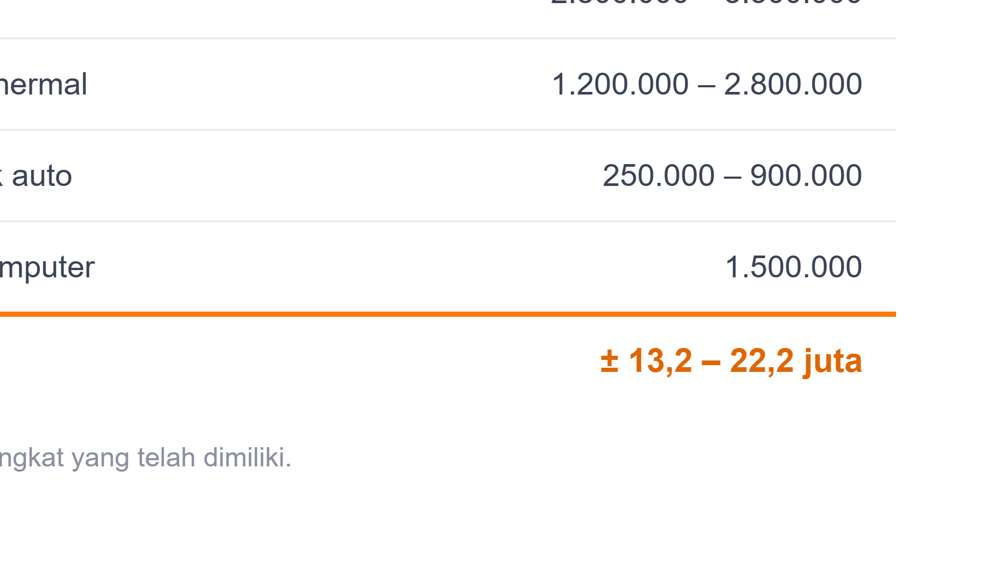 hermal 1.200.000 – 2.800.000
auto 250.000 – 900.000
mputer 1.500.000
± 13,2 – 22,2 juta
ngkat yang telah dimiliki.